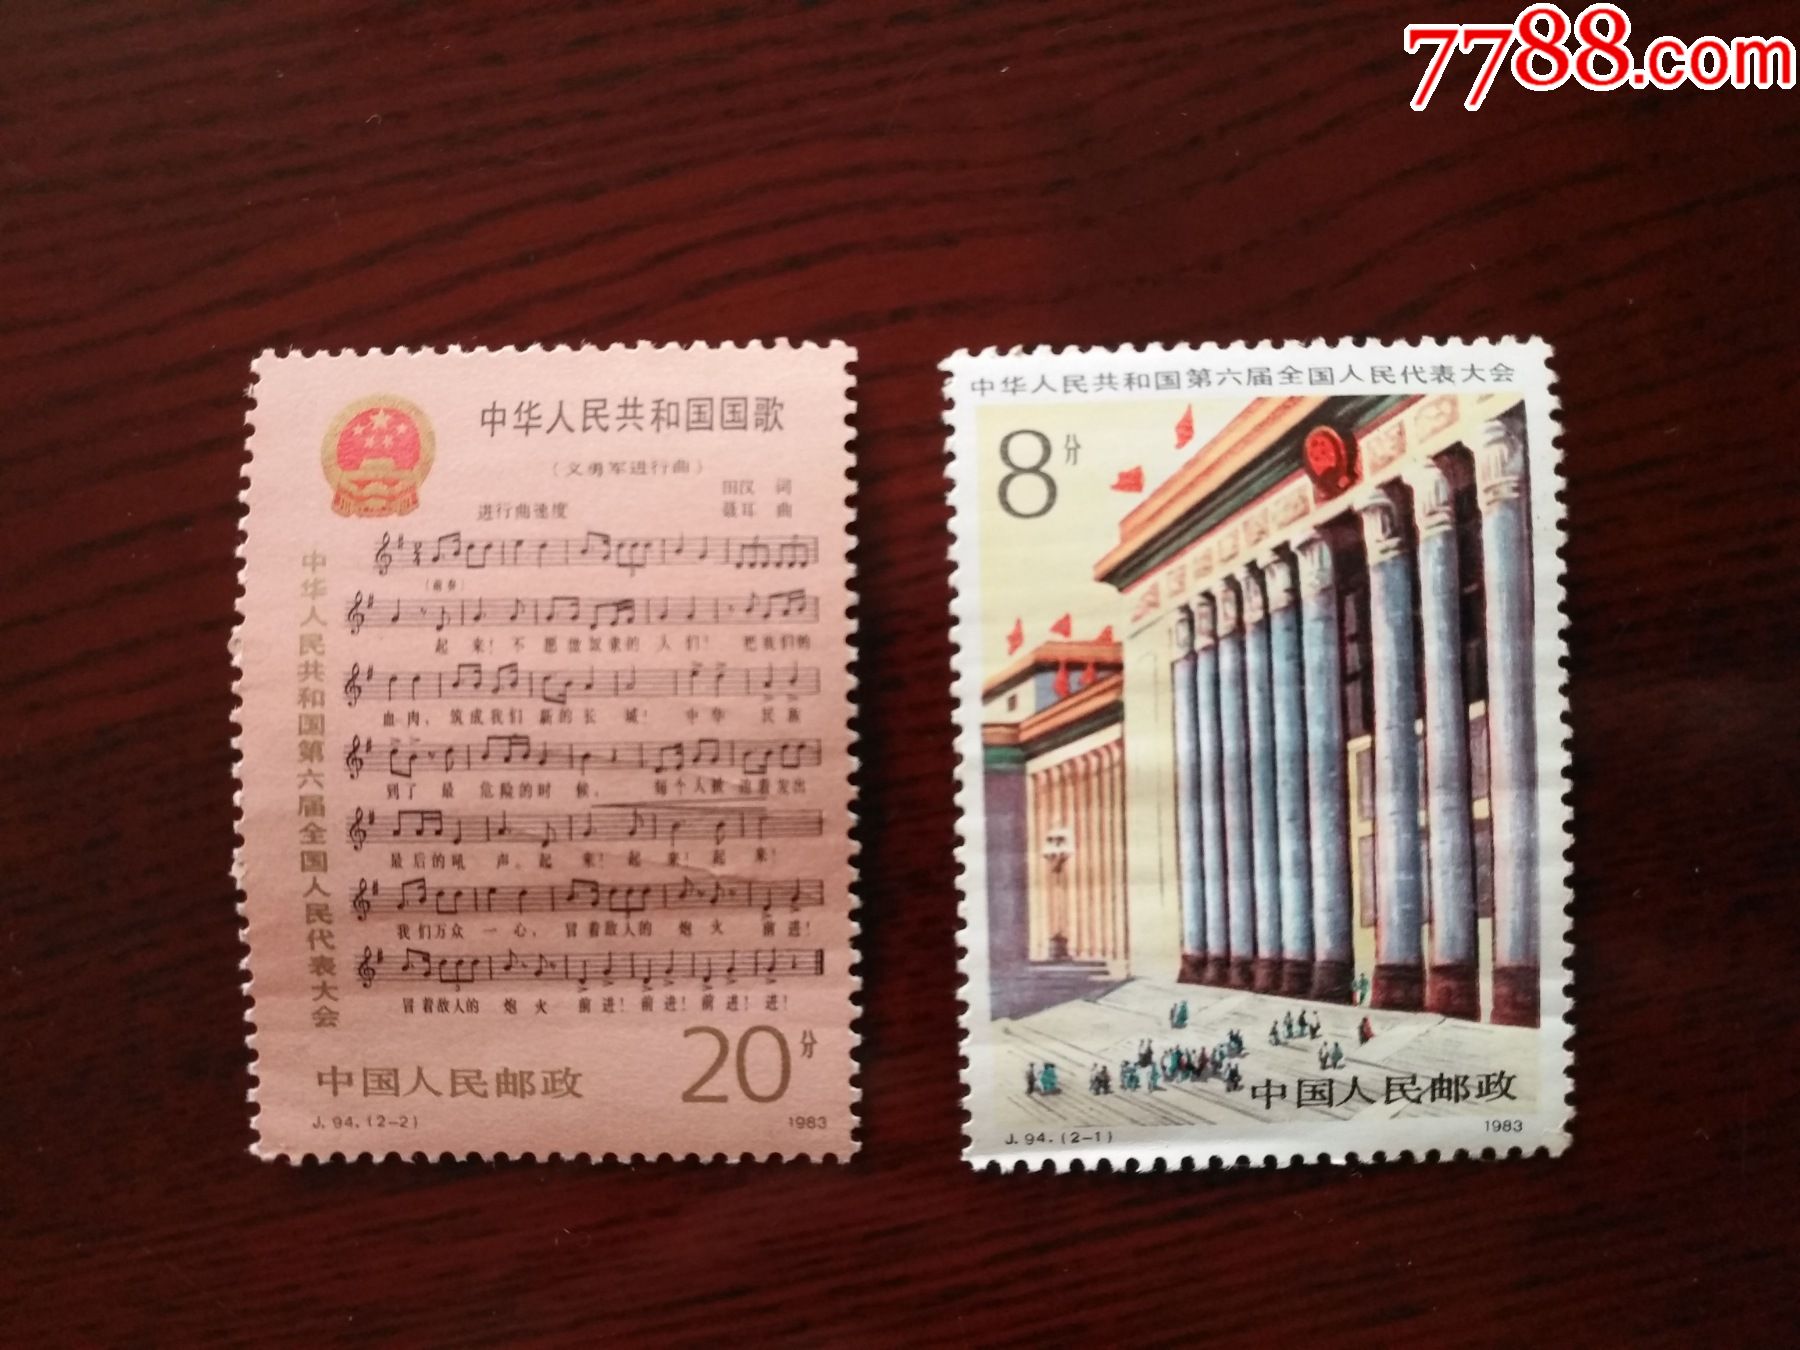 7788.com
中华人民共和国国歌
(义勇军进行曲)
田汉 词
进行曲速度
聂耳 曲
(前奏)
起 来! 不 愿 做 奴隶的 人 们! 把 我们的
血 肉, 筑成我们 新的 长 城! 中 华 民 族
到了 最 危险的时 候, 每个人被 迫着发出
最后的吼 声。起 来! 起 来! 起 来!
我们万众 一 心, 冒着敌人的 炮 火 前 进!
冒着敌人的 炮 火 前 进! 前 进! 前 进! 进!
中华人民共和国第六届全国人民代表大会
20分
中国人民邮政
J.94.(2-2) 1983
中华人民共和国第六届全国人民代表大会
8分
中国人民邮政
J.94.(2-1) 1983